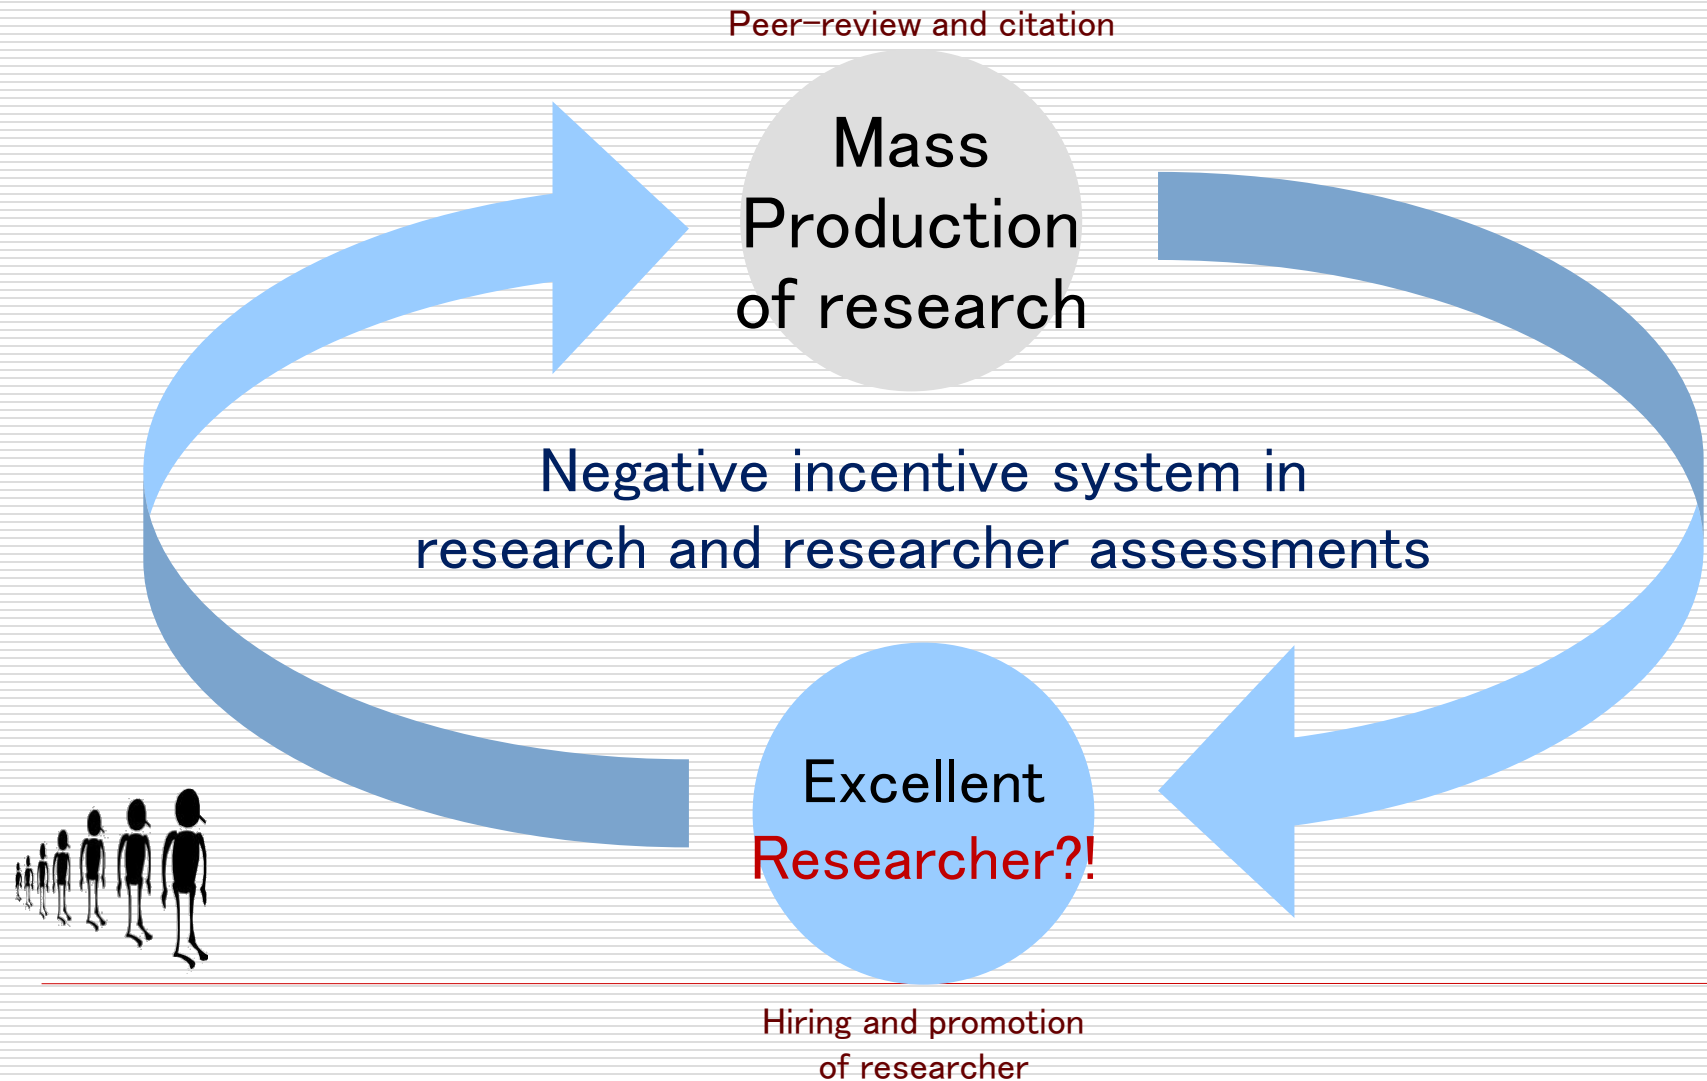 Peer-review and citation
Mass
Production
of research
Negative incentive system in
research and researcher assessments
Excellent
Researcher?!
Hiring and promotion
of researcher